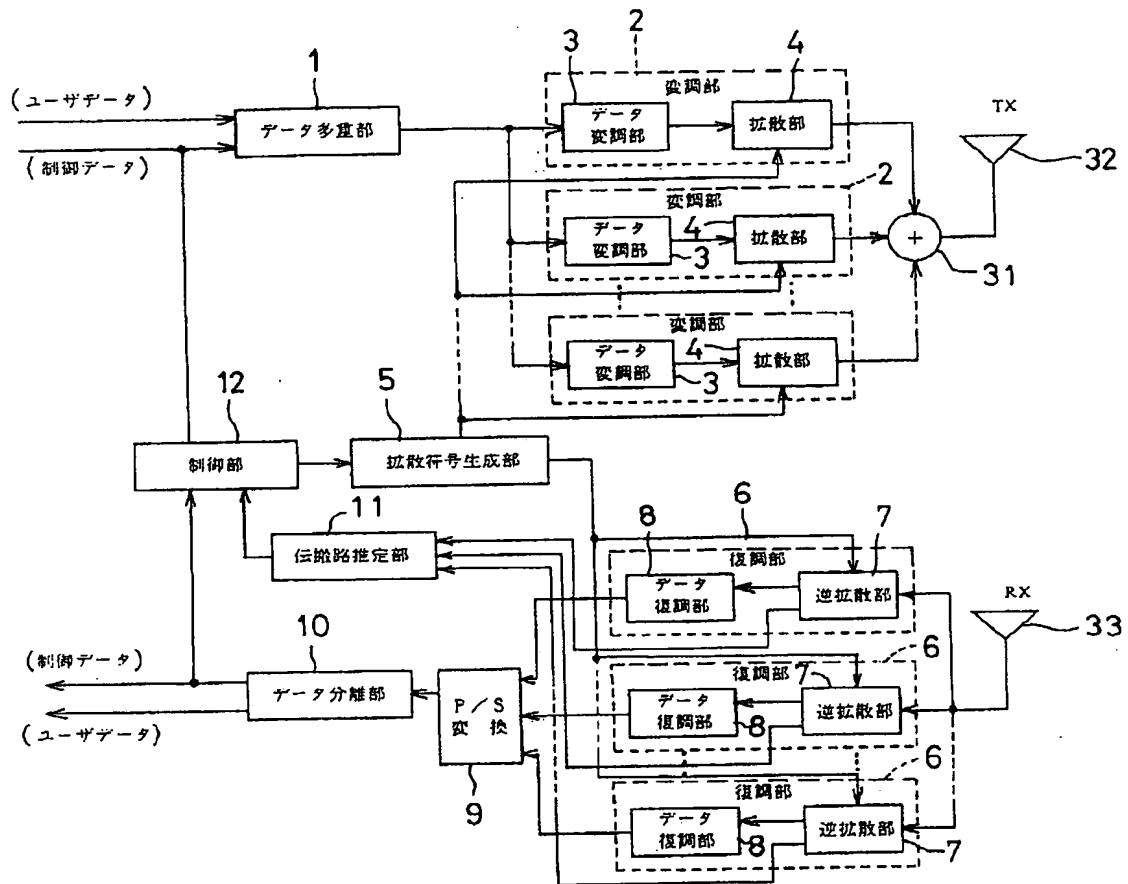 2
3
4
1
変調部
(ユーザデータ)
データ多重部
データ
変調部
拡散部
TX
(制御データ)
32
2
変調部
データ
変調部
4
3
拡散部
+
31
変調部
データ
変調部
4
3
拡散部
12
5
制御部
拡散符号生成部
11
伝搬路推定部
6
8
7
復調部
データ
復調部
逆拡散部
RX
33
10
(制御データ)
データ分離部
(ユーザデータ)
P/S
変換
9
6
復調部
7
データ
復調部
8
逆拡散部
6
復調部
データ
復調部
8
逆拡散部
7